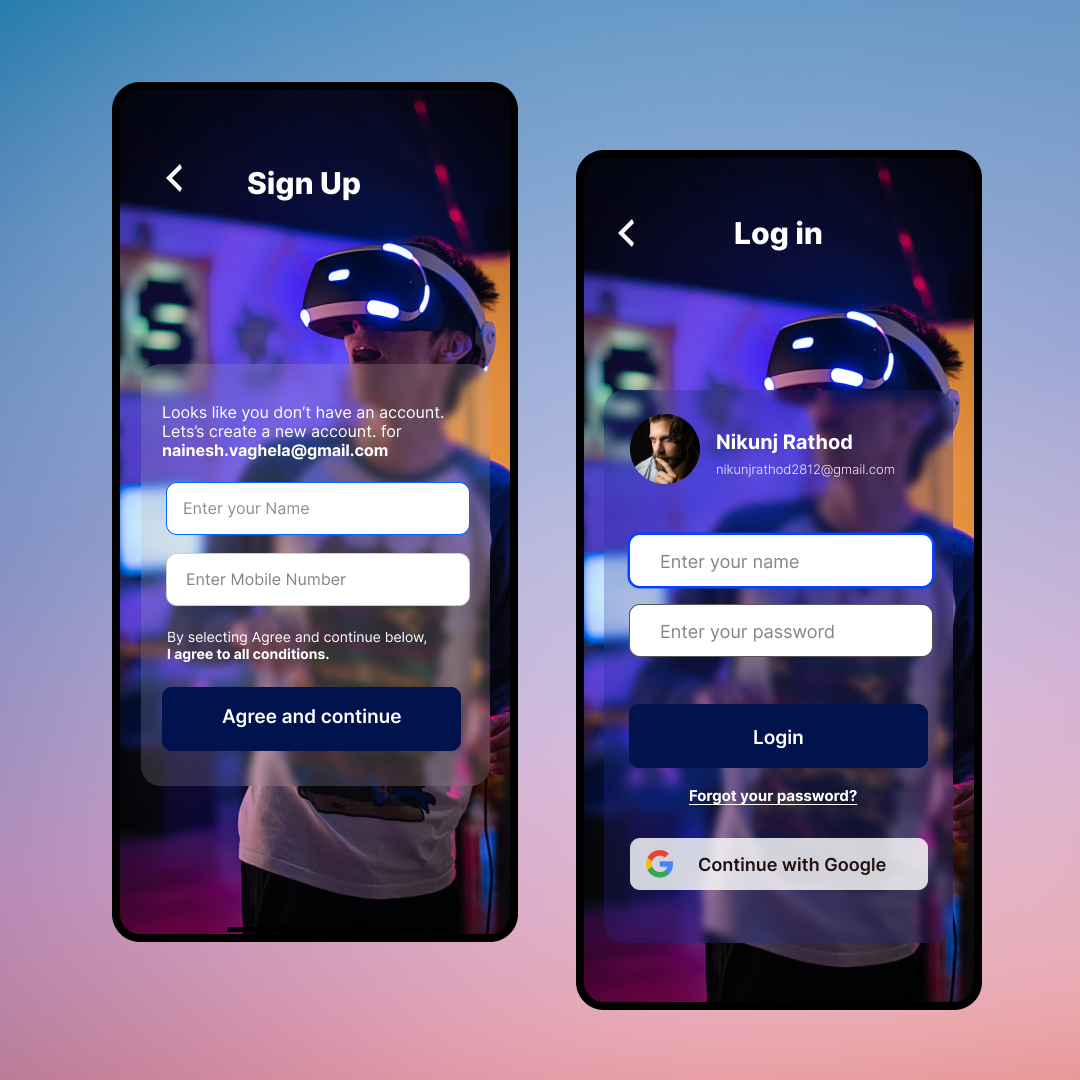 Sign Up
Looks like you don't have an account.
Lets's create a new account. for
nainesh.vaghela@gmail.com
Enter your Name
Enter Mobile Number
By selecting Agree and continue below,
I agree to all conditions.
Agree and continue
Log in
Nikunj Rathod
nikunjrathod2812@gmail.com
Enter your name
Enter your password
Login
Forgot your password?
Continue with Google